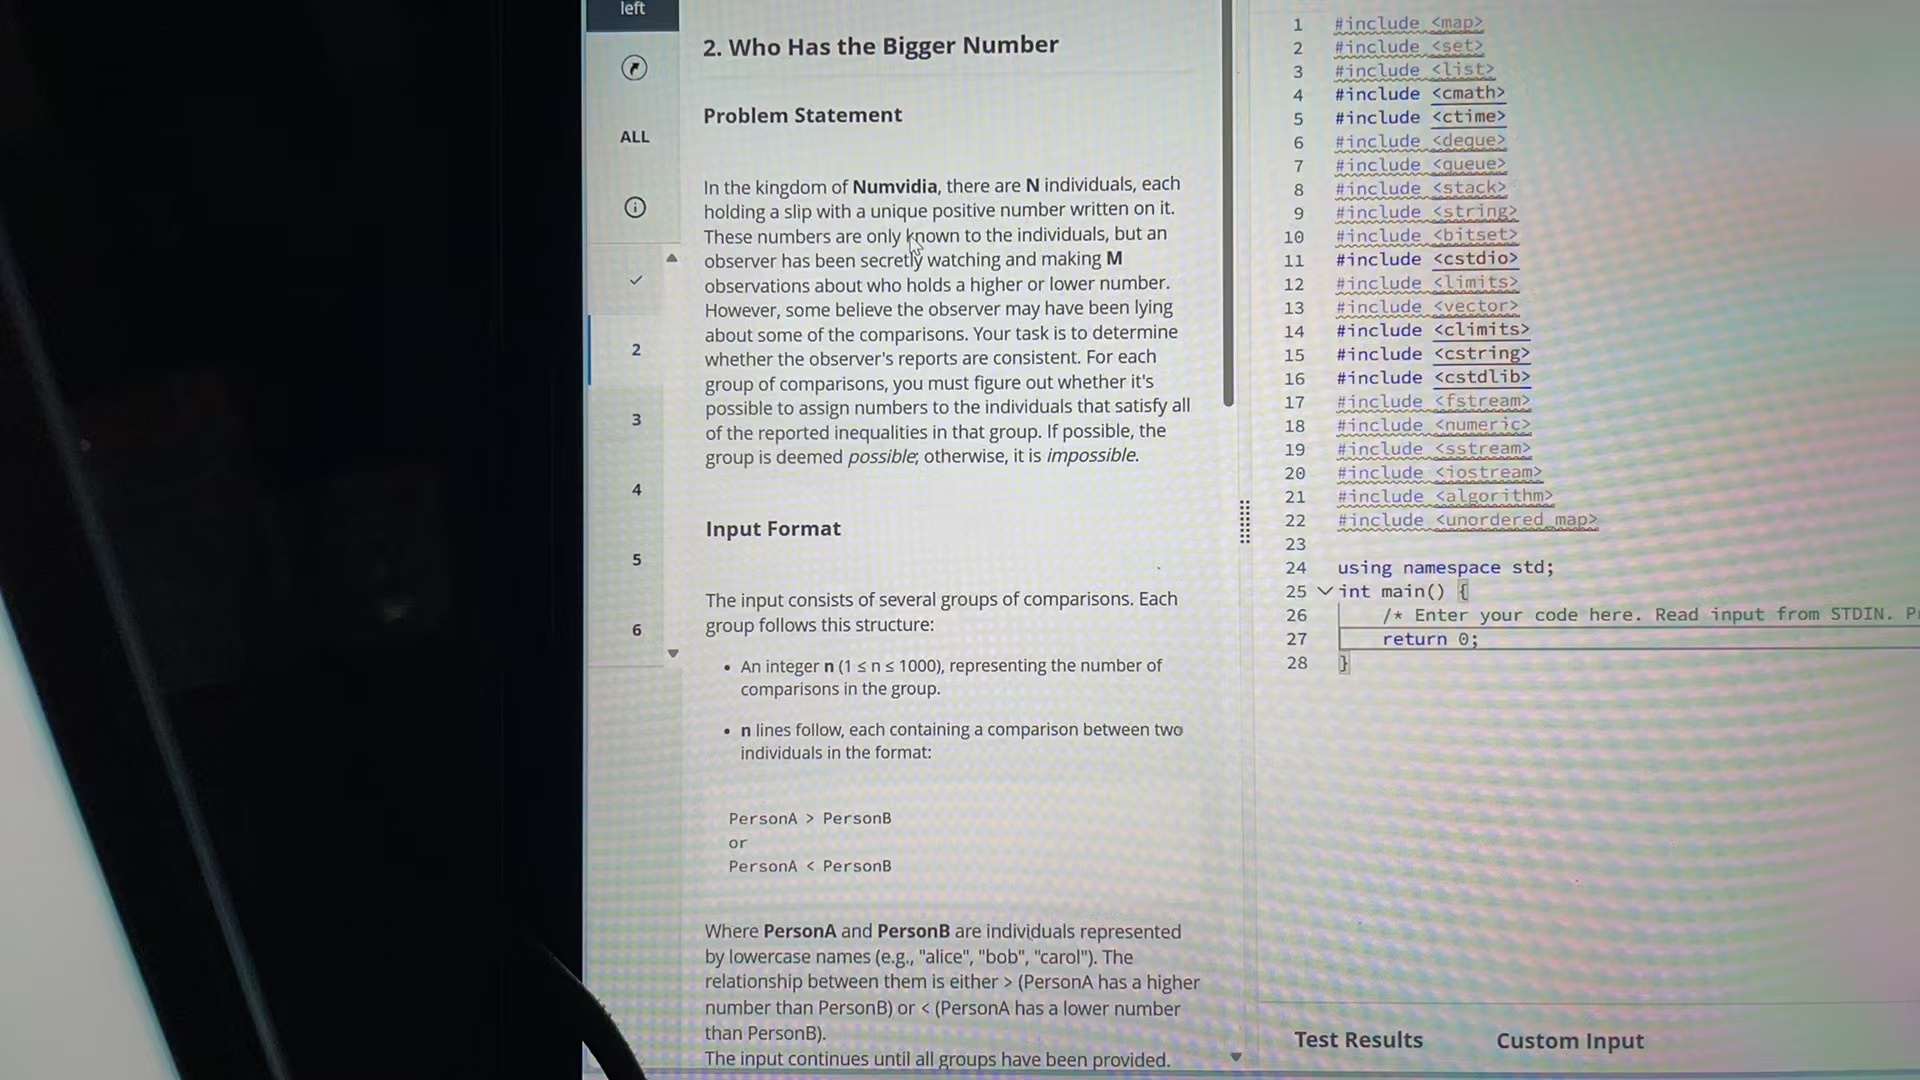 left
ALL
2
3
4
5
6
2. Who Has the Bigger Number
Problem Statement
In the kingdom of Numvidia, there are N individuals, each
holding a slip with a unique positive number written on it.
These numbers are only known to the individuals, but an
observer has been secretly watching and making M
observations about who holds a higher or lower number.
However, some believe the observer may have been lying
about some of the comparisons. Your task is to determine
whether the observer's reports are consistent. For each
group of comparisons, you must figure out whether it's
possible to assign numbers to the individuals that satisfy all
of the reported inequalities in that group. If possible, the
group is deemed possible; otherwise, it is impossible.
Input Format
The input consists of several groups of comparisons. Each
group follows this structure:
• An integer n (1 ≤ n ≤ 1000), representing the number of
comparisons in the group.
• n lines follow, each containing a comparison between two
individuals in the format:
PersonA > PersonB
or
PersonA < PersonB
Where PersonA and PersonB are individuals represented
by lowercase names (e.g., "alice", "bob", "carol"). The
relationship between them is either > (PersonA has a higher
number than PersonB) or < (PersonA has a lower number
than PersonB).
The input continues until all groups have been provided.
1 #include <map>
2 #include <set>
3 #include <list>
4 #include <cmath>
5 #include <ctime>
6 #include <deque>
7 #include <queue>
8 #include <stack>
9 #include <string>
10 #include <bitset>
11 #include <cstdio>
12 #include <limits>
13 #include <vector>
14 #include <climits>
15 #include <cstring>
16 #include <cstdlib>
17 #include <fstream>
18 #include <numeric>
19 #include <sstream>
20 #include <iostream>
21 #include <algorithm>
22 #include <unordered_map>
23
24 using namespace std;
25 int main() {
26 /* Enter your code here. Read input from STDIN.
27 return 0;
28 }
Test Results Custom Input